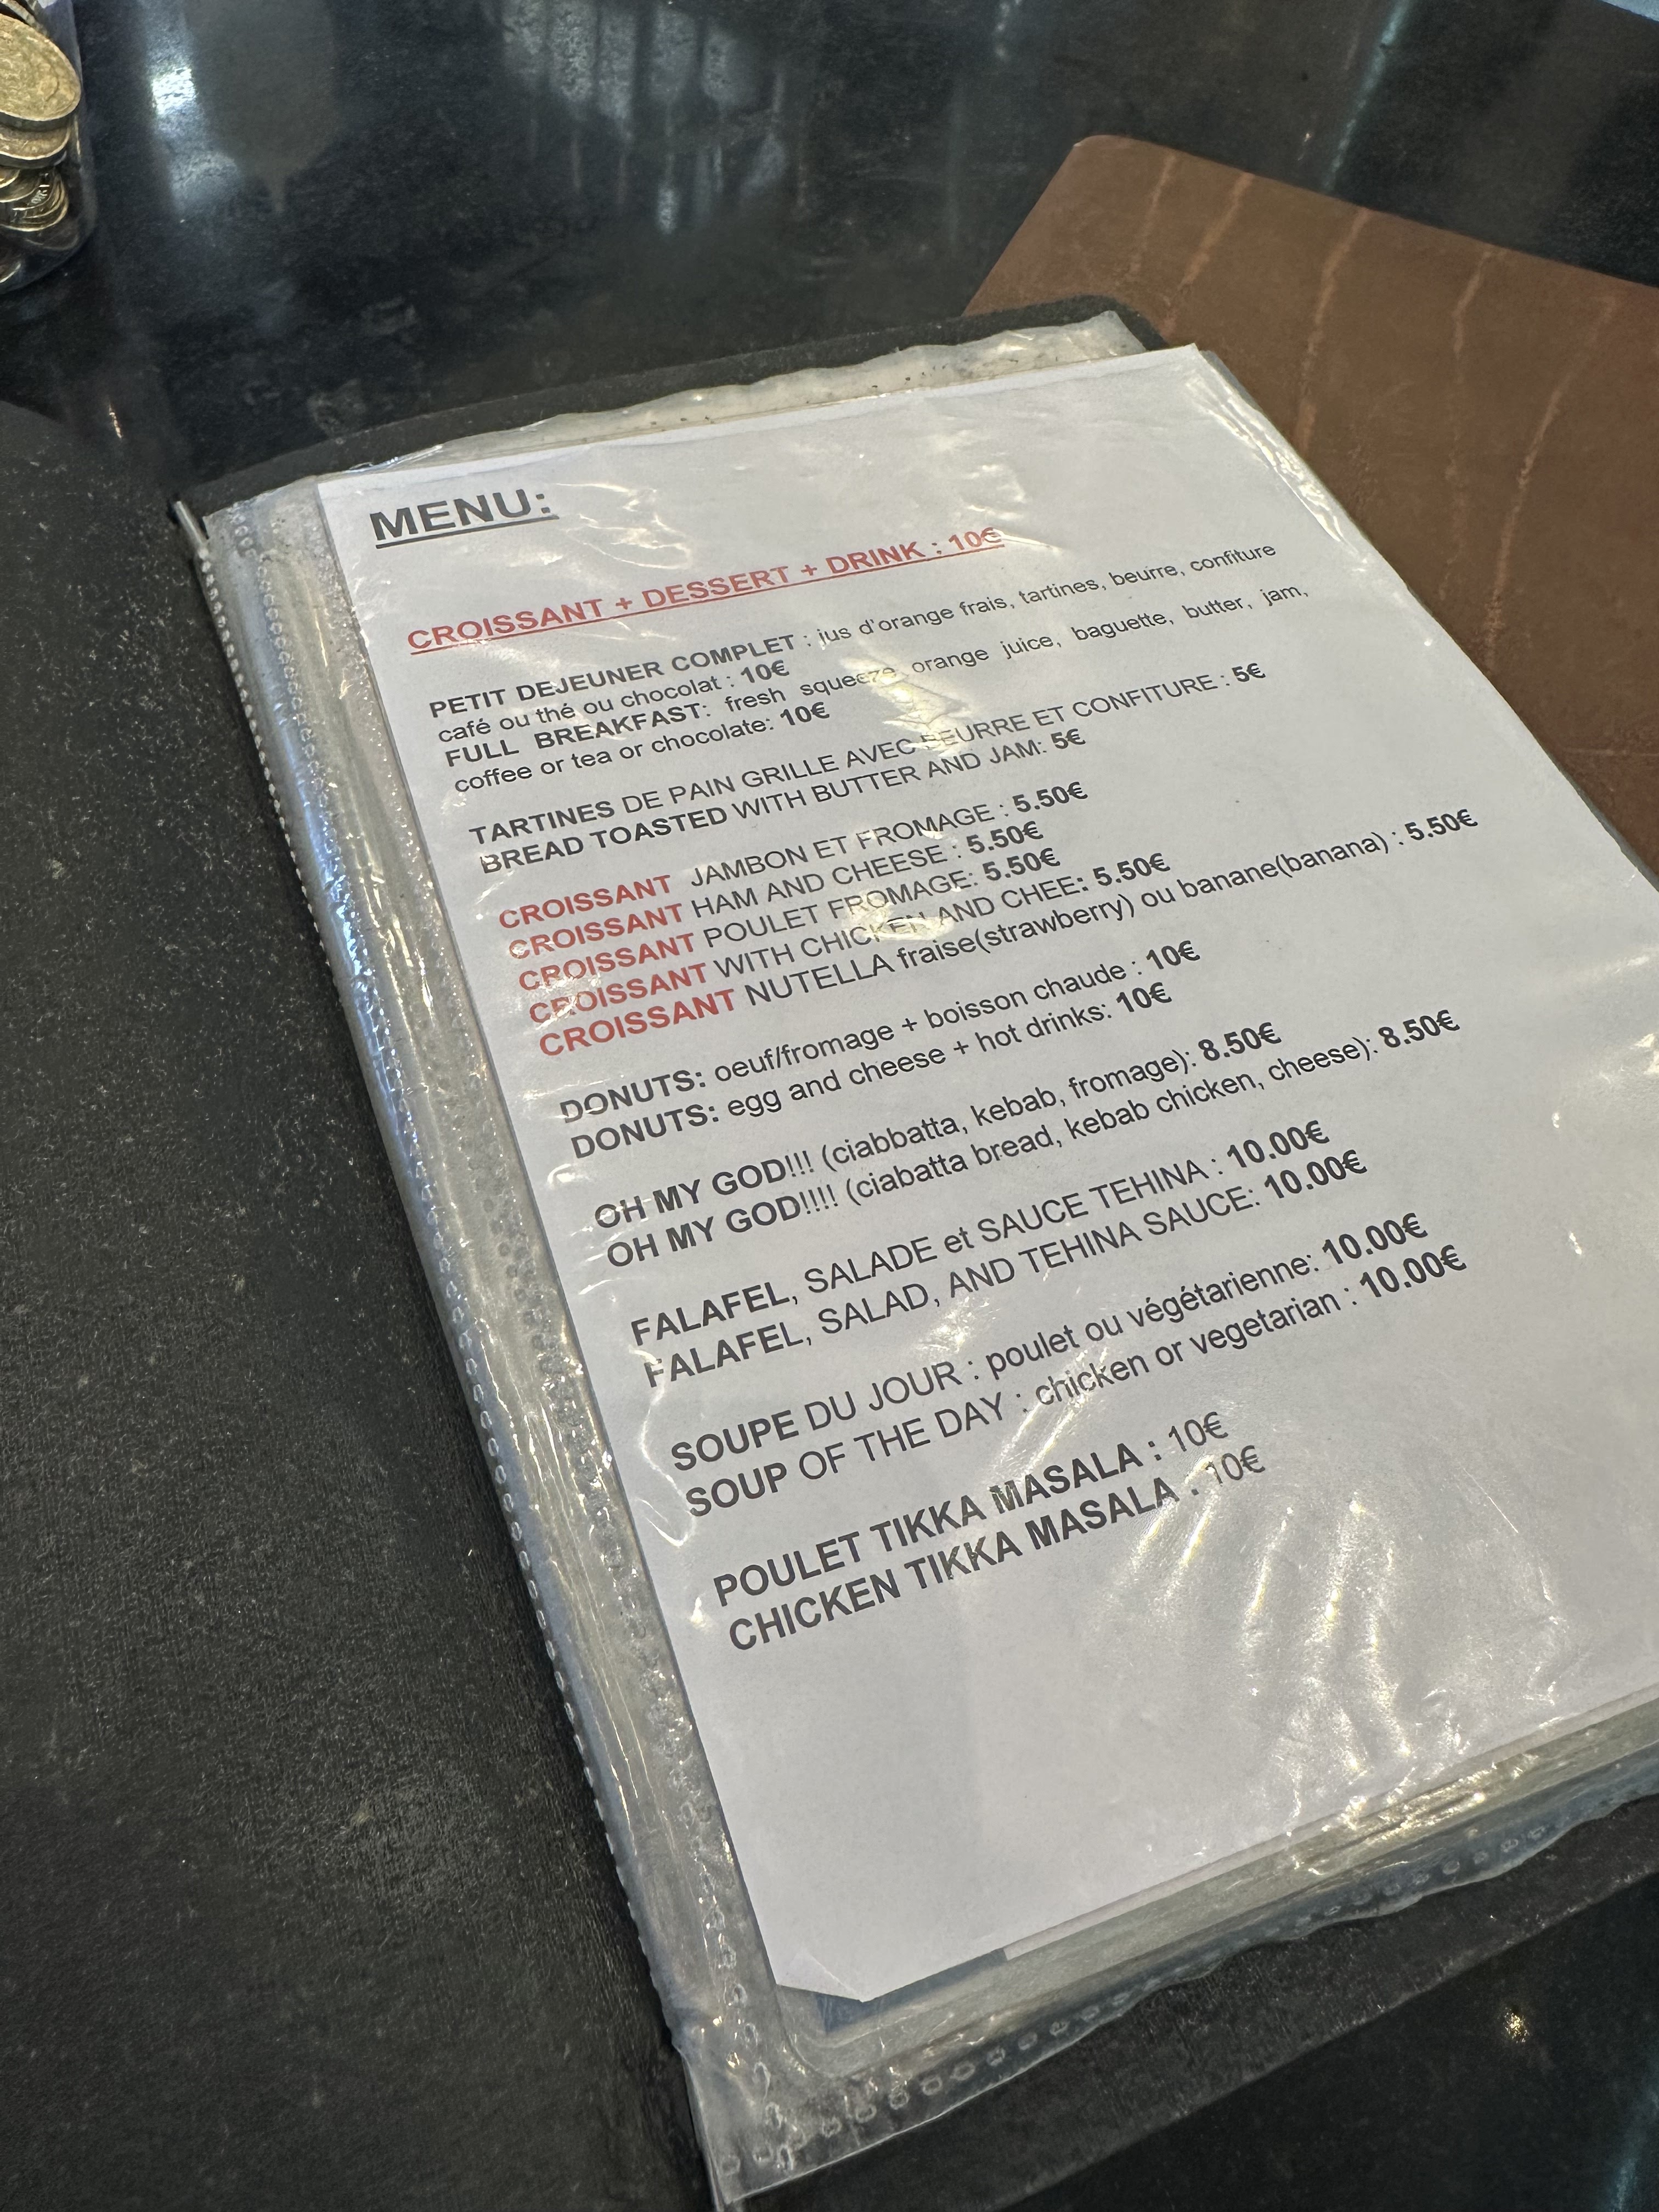 MENU:
CROISSANT + DESSERT + DRINK : 10€
PETIT DEJEUNER COMPLET : jus d'orange frais, tartines, beurre, confiture
café ou thé ou chocolat : 10€
FULL BREAKFAST: fresh squeeze orange juice, baguette, butter, jam,
coffee or tea or chocolate: 10€
TARTINES DE PAIN GRILLE AVEC BEURRE ET CONFITURE : 5€
BREAD TOASTED WITH BUTTER AND JAM: 5€
CROISSANT JAMBON ET FROMAGE : 5.50€
CROISSANT HAM AND CHEESE : 5.50€
CROISSANT POULET FROMAGE: 5.50€
CROISSANT WITH CHICKEN AND CHEE: 5.50€
CROISSANT NUTELLA fraise(strawberry) ou banane(banana) : 5.50€
DONUTS: oeuf/fromage + boisson chaude : 10€
DONUTS: egg and cheese + hot drinks: 10€
OH MY GOD!!! (ciabbatta, kebab, fromage): 8.50€
OH MY GOD!!!! (ciabatta bread, kebab chicken, cheese): 8.50€
FALAFEL, SALADE et SAUCE TEHINA : 10.00€
FALAFEL, SALAD, AND TEHINA SAUCE: 10.00€
SOUPE DU JOUR : poulet ou végétarienne: 10.00€
SOUP OF THE DAY : chicken or vegetarian : 10.00€
POULET TIKKA MASALA : 10€
CHICKEN TIKKA MASALA : 10€